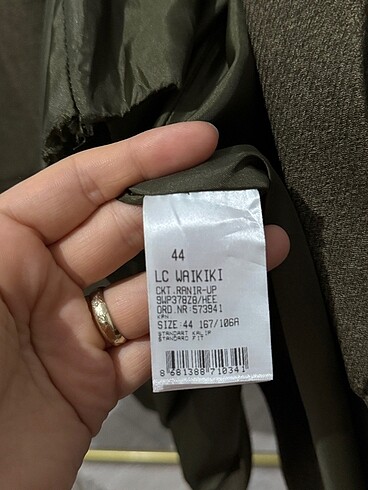 44
LC WAIKIKI
CKT.RANIR-UP
9WP378Z8/HEE
ORD.NR:573941
KPN
SIZE:44 167/106A
STANDART KALIP
STANDARD FIT
8 681388 710341